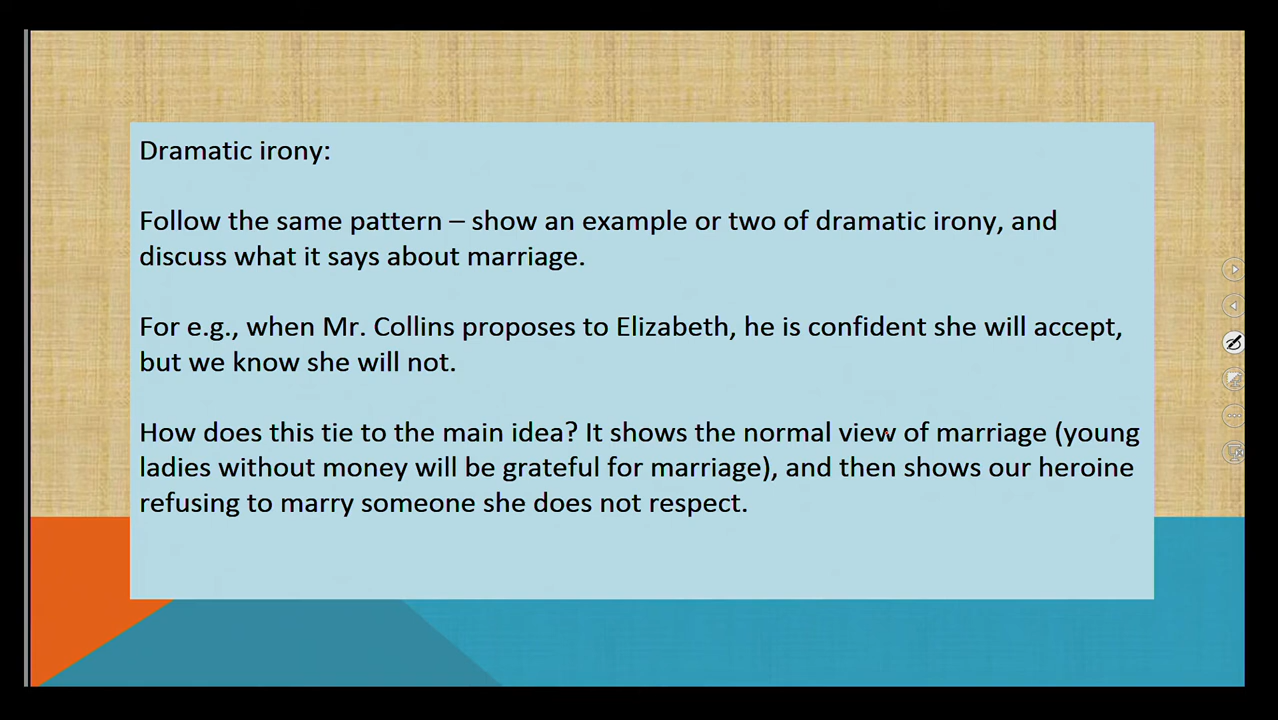 Dramatic irony:
Follow the same pattern – show an example or two of dramatic irony, and
discuss what it says about marriage.
For e.g., when Mr. Collins proposes to Elizabeth, he is confident she will accept,
but we know she will not.
How does this tie to the main idea? It shows the normal view of marriage (young
ladies without money will be grateful for marriage), and then shows our heroine
refusing to marry someone she does not respect.